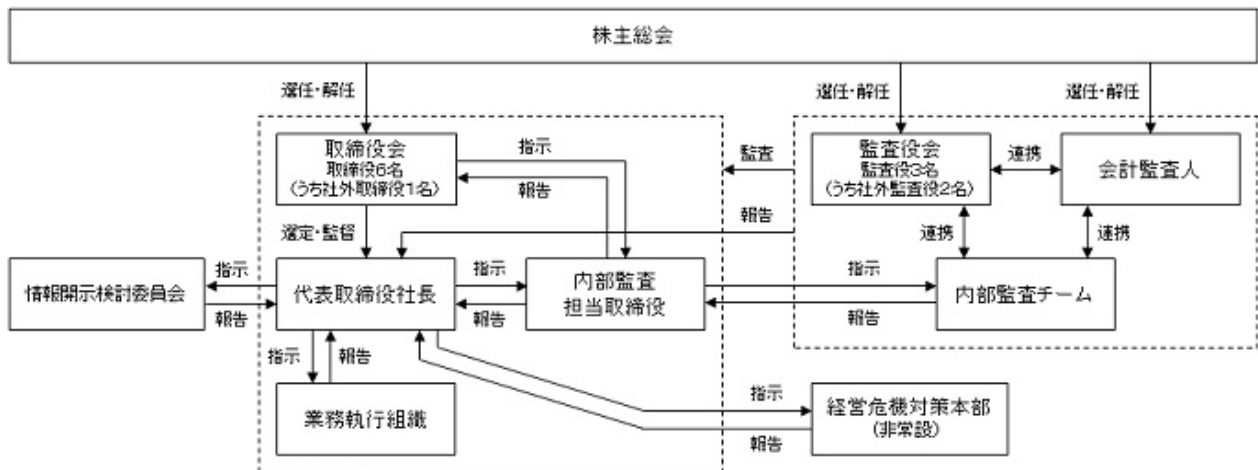 株主総会
選任・解任
選任・解任
選任・解任
取締役会
取締役6名
(うち社外取締役1名)
指示
報告
監査
監査役会
監査役3名
(うち社外監査役2名)
連携
会計監査人
選定・監督
報告
連携
連携
情報開示検討委員会
指示
報告
代表取締役社長
指示
報告
内部監査
担当取締役
指示
報告
内部監査チーム
指示
報告
業務執行組織
指示
報告
経営危機対策本部
(非常設)